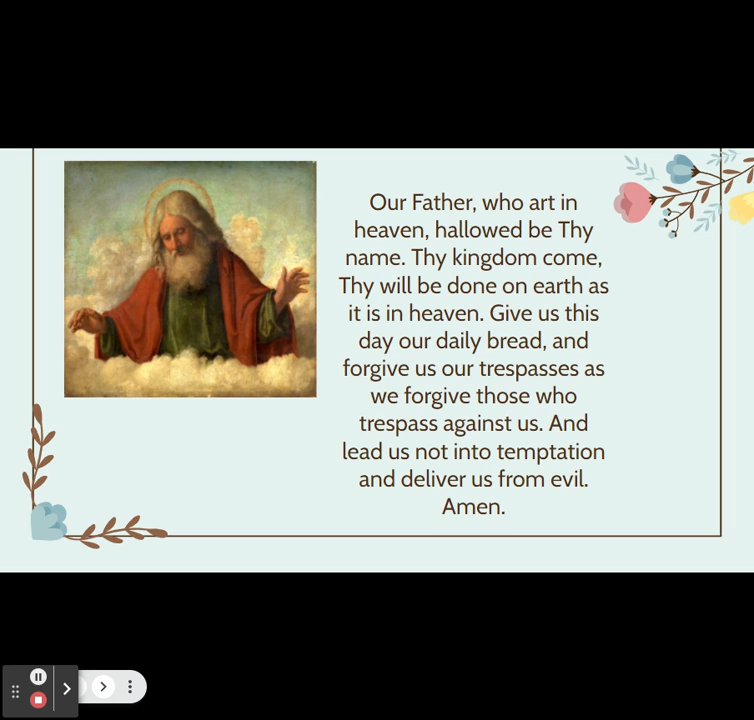 Our Father, who art in
heaven, hallowed be Thy
name. Thy kingdom come,
Thy will be done on earth as
it is in heaven. Give us this
day our daily bread, and
forgive us our trespasses as
we forgive those who
trespass against us. And
lead us not into temptation
and deliver us from evil.
Amen.